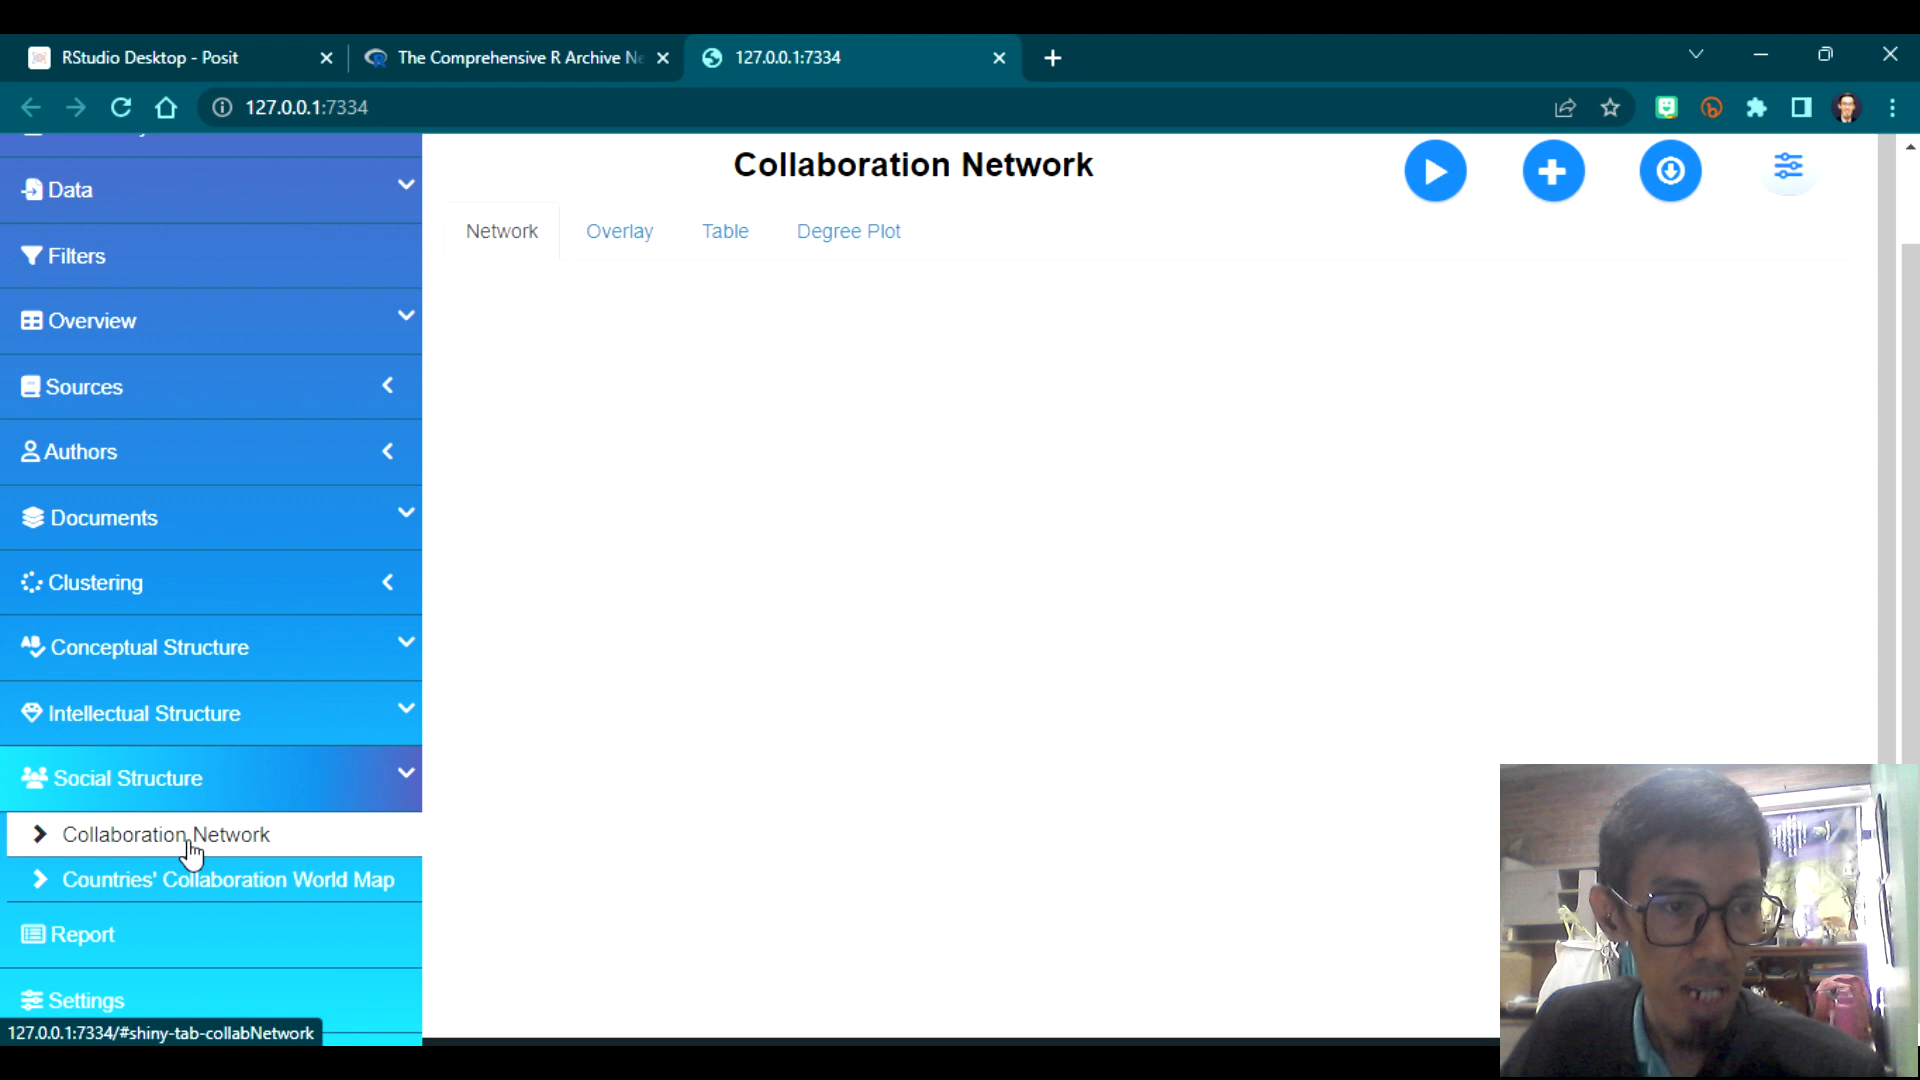 RStudio Desktop - Posit
The Comprehensive R Archive Ne
127.0.0.1:7334
127.0.0.1:7334
Collaboration Network
Data
Network Overlay Table Degree Plot
Filters
Overview
Sources
Authors
Documents
Clustering
Conceptual Structure
Intellectual Structure
Social Structure
Collaboration Network
Countries' Collaboration World Map
Report
Settings
127.0.0.1:7334/#shiny-tab-collabNetwork